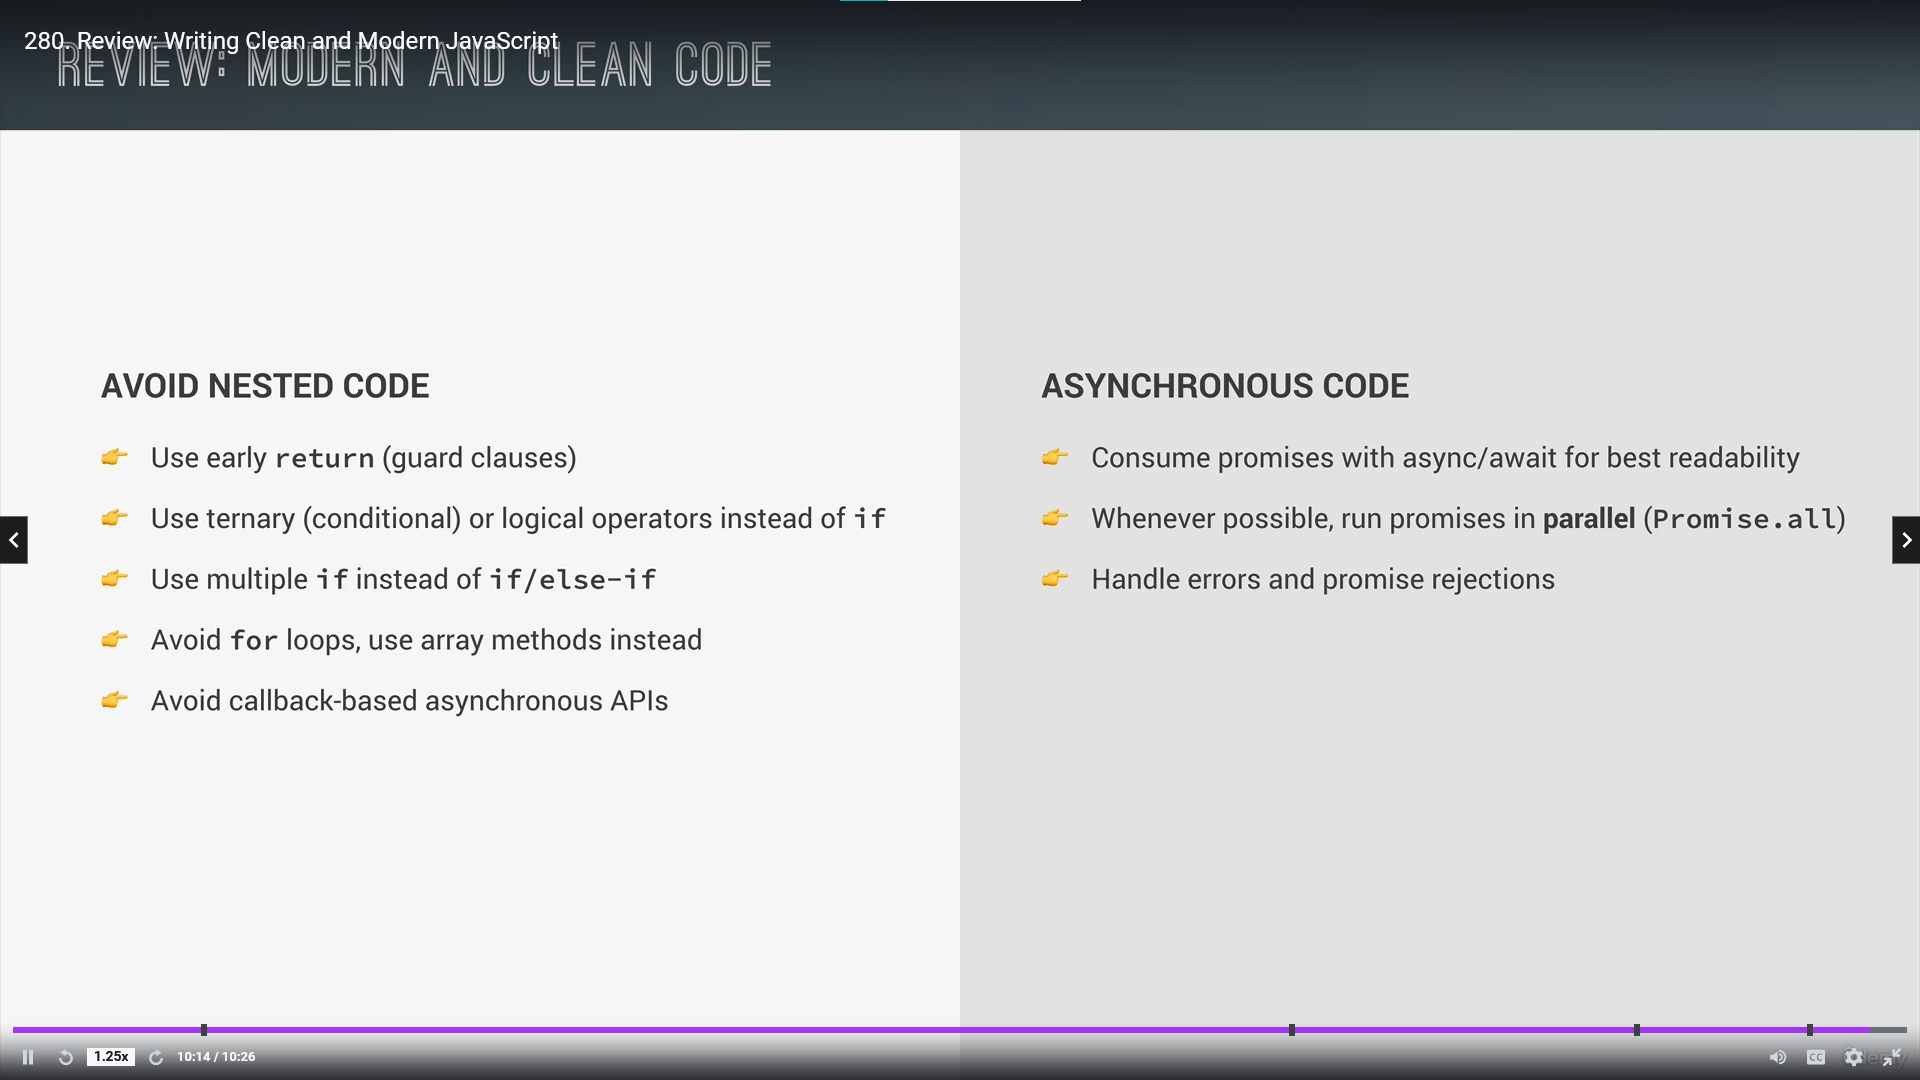 280. Review: Writing Clean and Modern JavaScript
REVIEW: MODERN AND CLEAN CODE
AVOID NESTED CODE
Use early return (guard clauses)
Use ternary (conditional) or logical operators instead of if
Use multiple if instead of if/else-if
Avoid for loops, use array methods instead
Avoid callback-based asynchronous APIs
ASYNCHRONOUS CODE
Consume promises with async/await for best readability
Whenever possible, run promises in parallel (Promise.all)
Handle errors and promise rejections
1.25x
10:14 / 10:26
CC